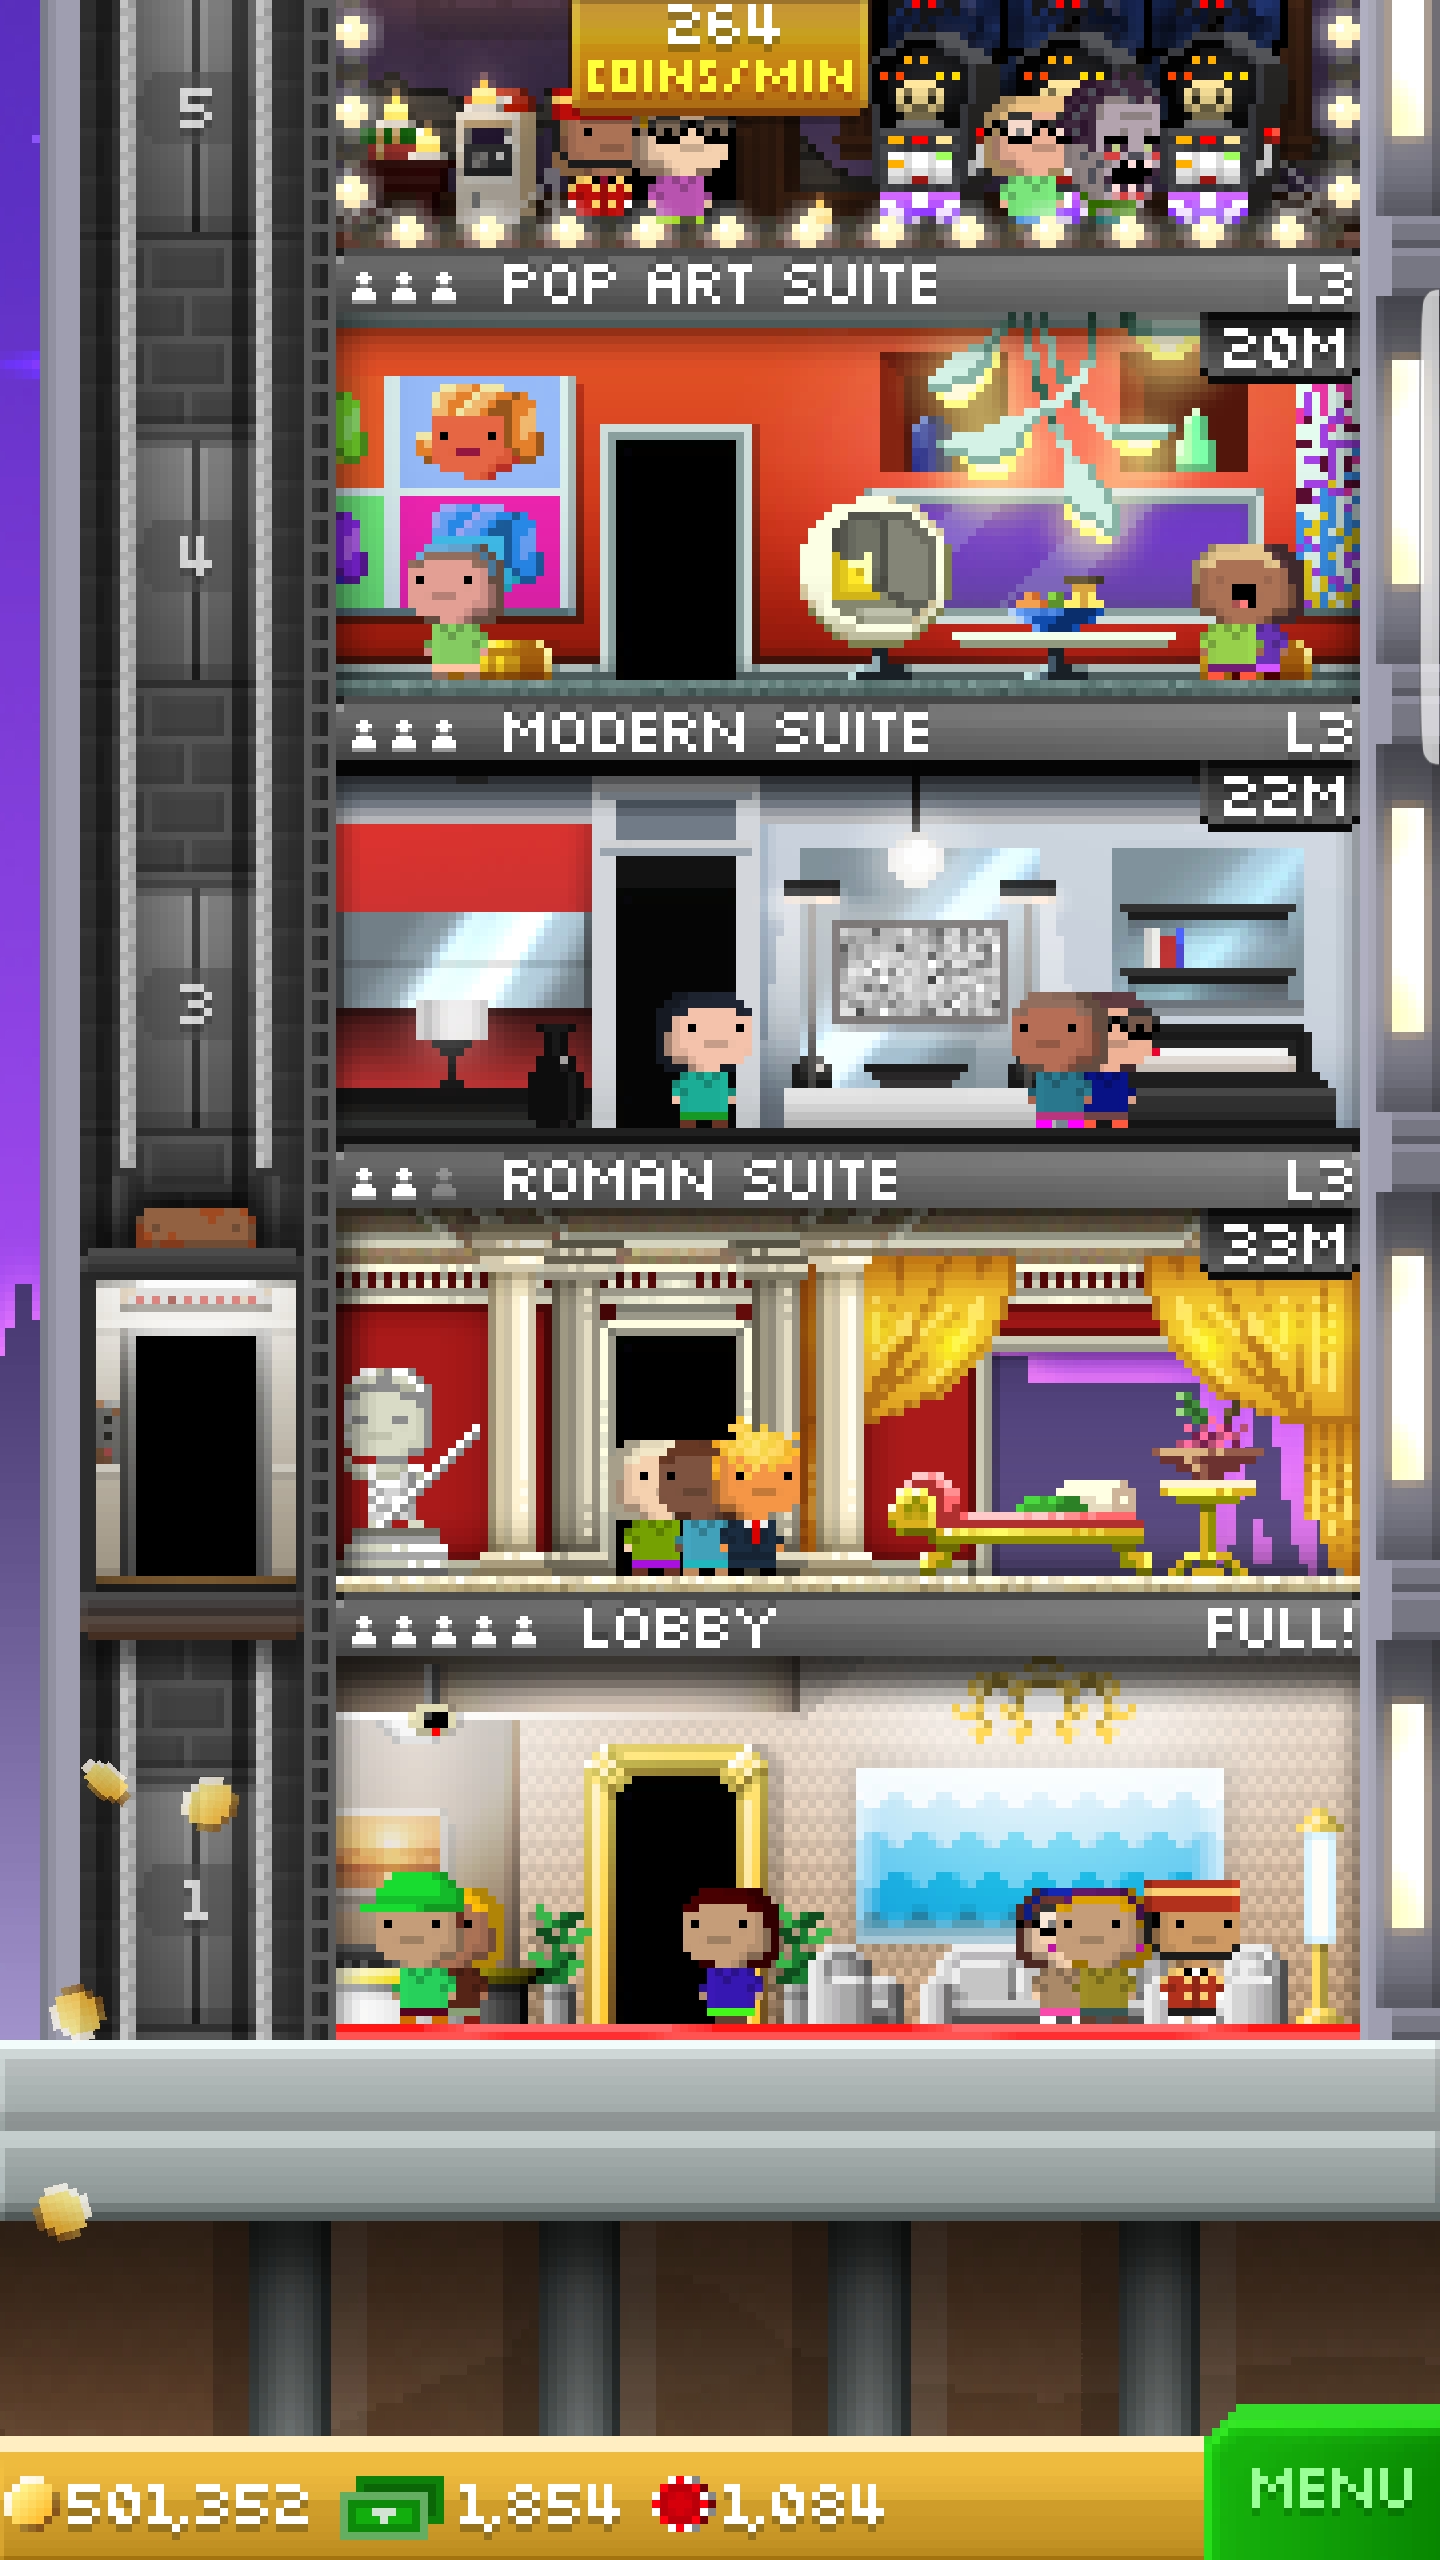 264
COINS/MIN
5
POP ART SUITE L3
20M
4
MODERN SUITE L3
22M
3
ROMAN SUITE L3
33M
LOBBY FULL!
1
501,352 1,854 1,084
MENU